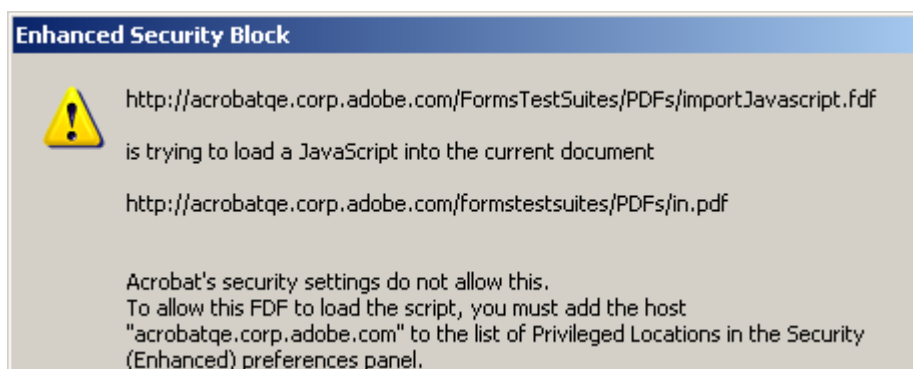 Enhanced Security Block
http://acrobatqe.corp.adobe.com/FormsTestSuites/PDFs/importJavascript.fdf
is trying to load a JavaScript into the current document
http://acrobatqe.corp.adobe.com/formstestsuites/PDFs/in.pdf
Acrobat's security settings do not allow this.
To allow this FDF to load the script, you must add the host
"acrobatqe.corp.adobe.com" to the list of Privileged Locations in the Security
(Enhanced) preferences panel.